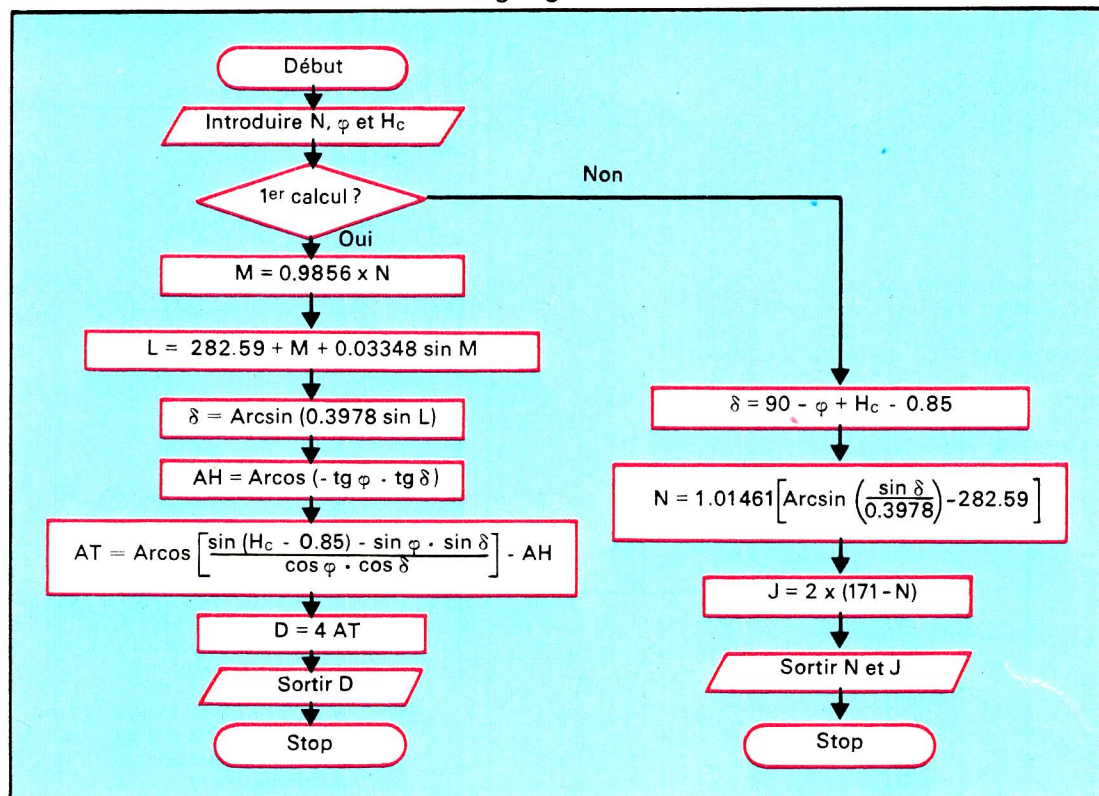 Début
Introduire N, φ et Hc
1er calcul ?
Non
Oui
M = 0.9856 x N
L = 282.59 + M + 0.03348 sin M
δ = Arcsin (0.3978 sin L)
AH = Arcos (- tg φ · tg δ)
AT = Arcos [ sin (Hc - 0.85) - sin φ · sin δ / cos φ · cos δ ] - AH
D = 4 AT
Sortir D
Stop
δ = 90 - φ + Hc - 0.85
N = 1.01461 [ Arcsin ( sin δ / 0.3978 ) - 282.59 ]
J = 2 x (171 - N)
Sortir N et J
Stop